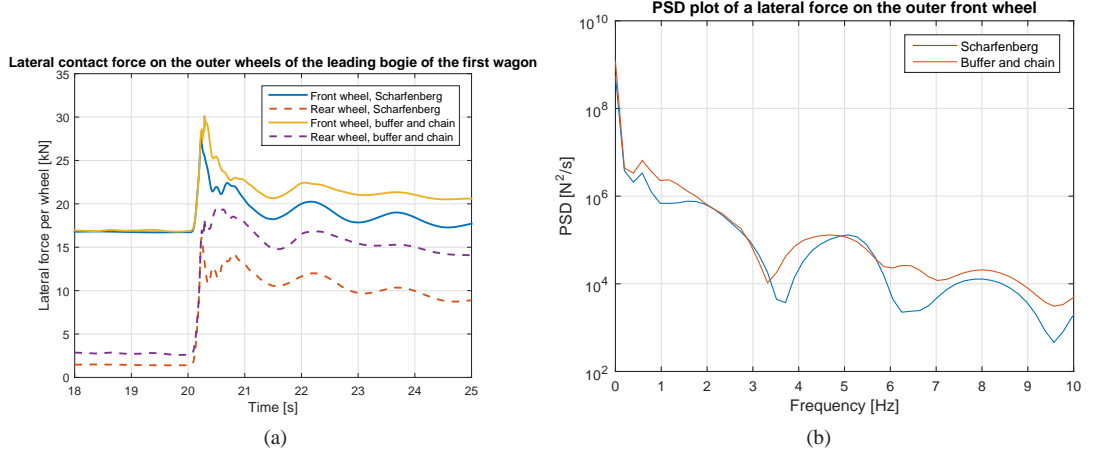 Lateral contact force on the outer wheels of the leading bogie of the first wagon
35
30
25
20
15
10
5
0
Lateral force per wheel [kN]
Front wheel, Scharfenberg
Rear wheel, Scharfenberg
Front wheel, buffer and chain
Rear wheel, buffer and chain
18 19 20 21 22 23 24 25
Time [s]
(a)
PSD plot of a lateral force on the outer front wheel
10^10
10^8
10^6
10^4
10^2
PSD [N^2/s]
Scharfenberg
Buffer and chain
0 1 2 3 4 5 6 7 8 9 10
Frequency [Hz]
(b)